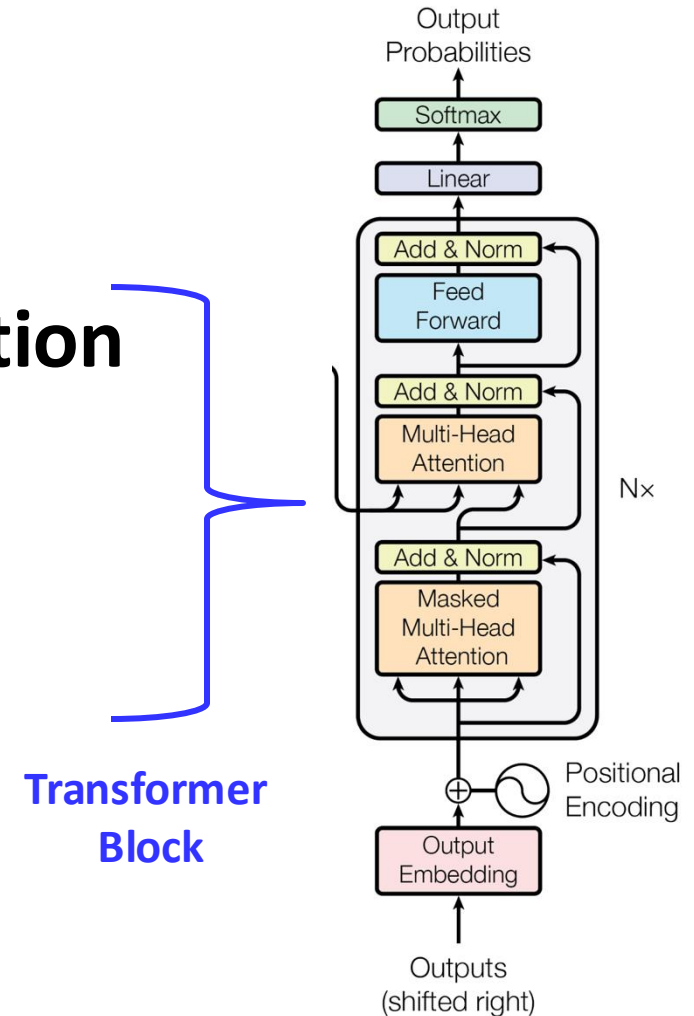 Output
Probabilities
Softmax
Linear
Add & Norm
Feed
Forward
Add & Norm
Multi-Head
Attention
N×
Add & Norm
Masked
Multi-Head
Attention
Positional
Encoding
Output
Embedding
Outputs
(shifted right)
tion
Transformer
Block